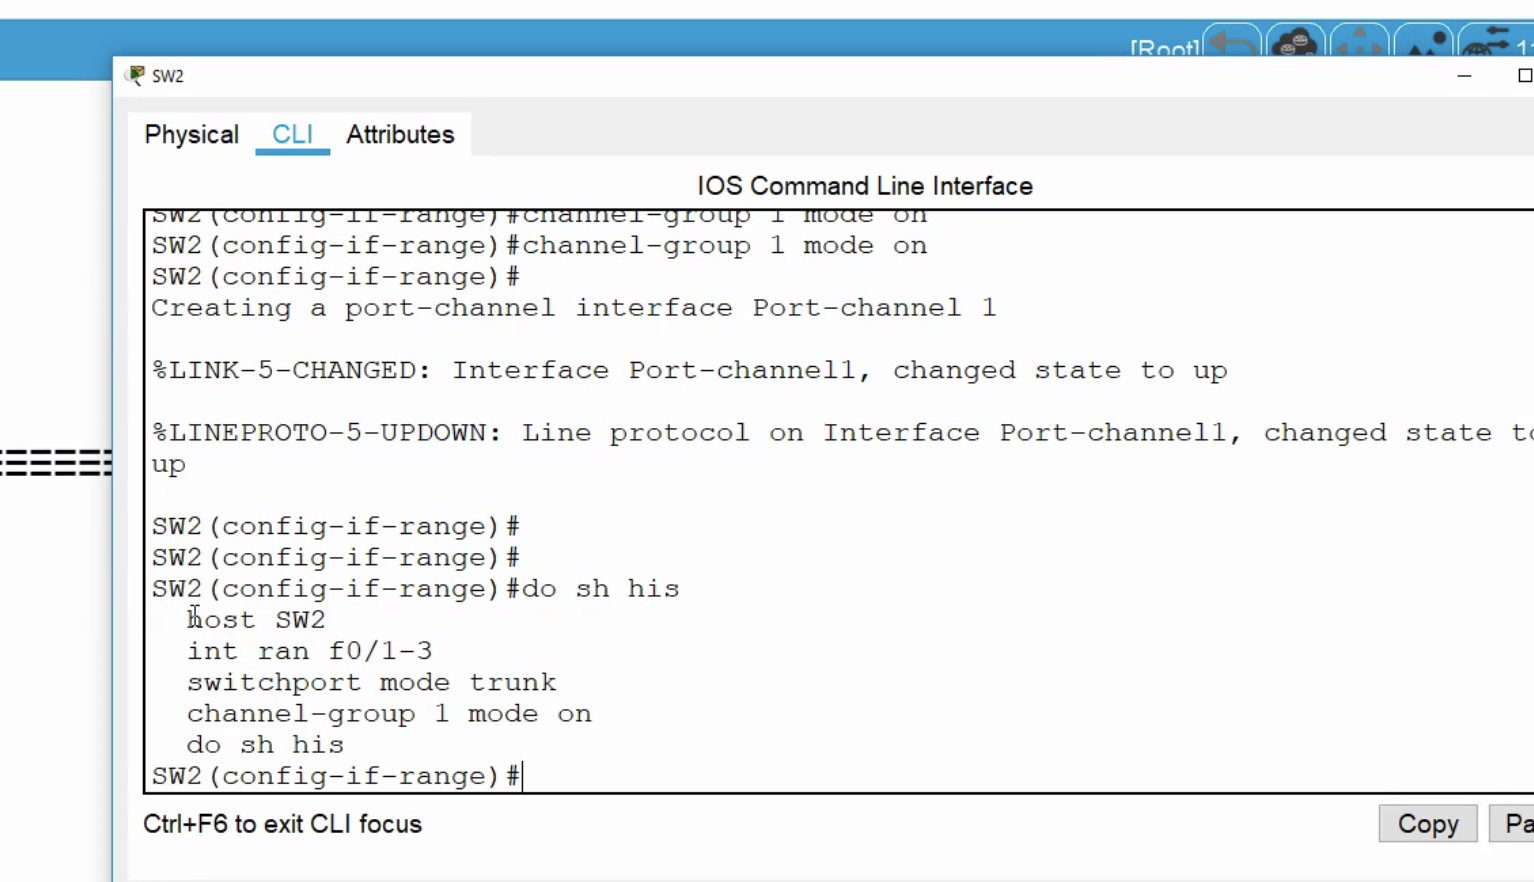 [Root]
SW2
Physical CLI Attributes
IOS Command Line Interface
SW2(config-if-range)#channel-group 1 mode on
SW2(config-if-range)#channel-group 1 mode on
SW2(config-if-range)#
Creating a port-channel interface Port-channel 1
%LINK-5-CHANGED: Interface Port-channel1, changed state to up
%LINEPROTO-5-UPDOWN: Line protocol on Interface Port-channel1, changed state to
up
SW2(config-if-range)#
SW2(config-if-range)#
SW2(config-if-range)#do sh his
host SW2
int ran f0/1-3
switchport mode trunk
channel-group 1 mode on
do sh his
SW2(config-if-range)#
Ctrl+F6 to exit CLI focus
Copy